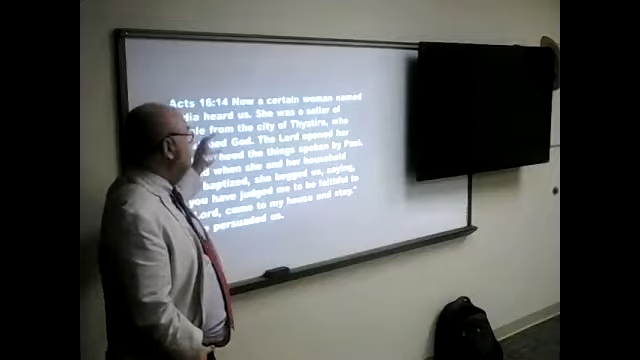 Acts 16:14 Now a certain woman named
dia heard us. She was a seller of
le from the city of Thyatira, who
ed God. The Lord opened her
heed the things spoken by Paul.
d when she and her household
baptized, she begged us, saying,
you have judged me to be faithful to
Lord, come to my house and stay."
persuaded us.